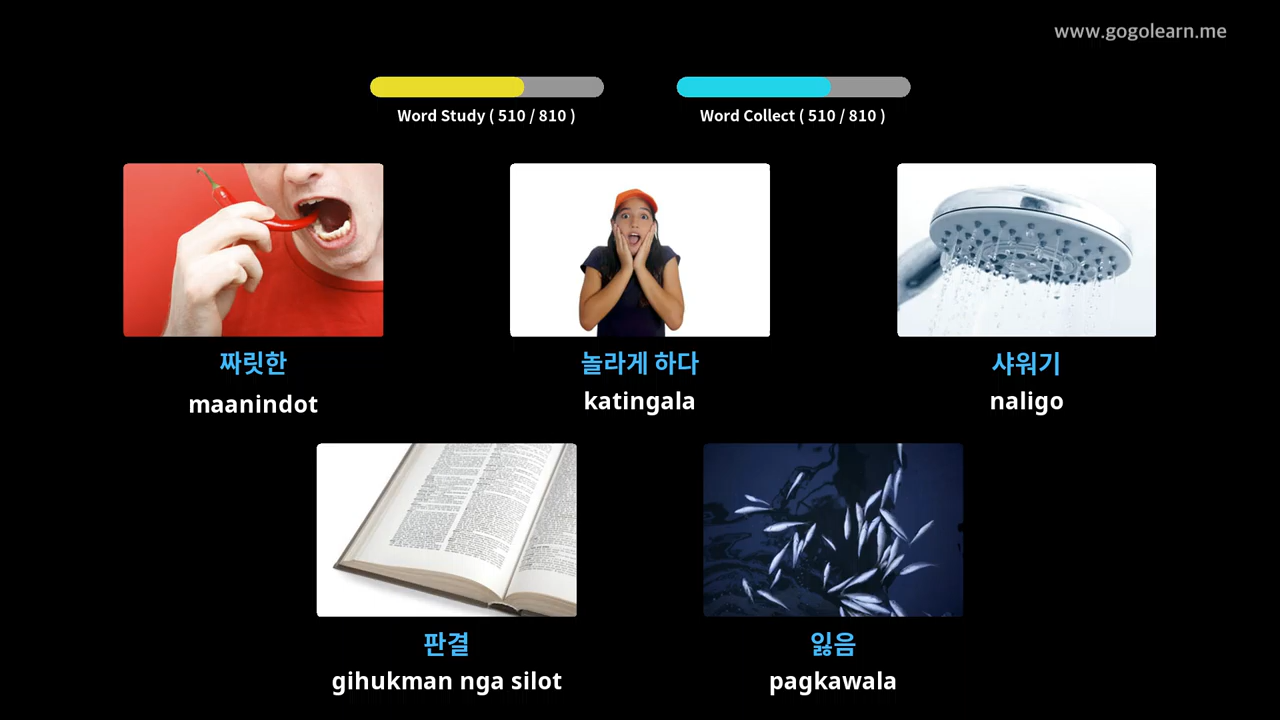 www.gogolearn.me
Word Study ( 510 / 810 )
Word Collect ( 510 / 810 )
짜릿한
maanindot
놀라게 하다
katingala
샤워기
naligo
판결
gihukman nga silot
잃음
pagkawala